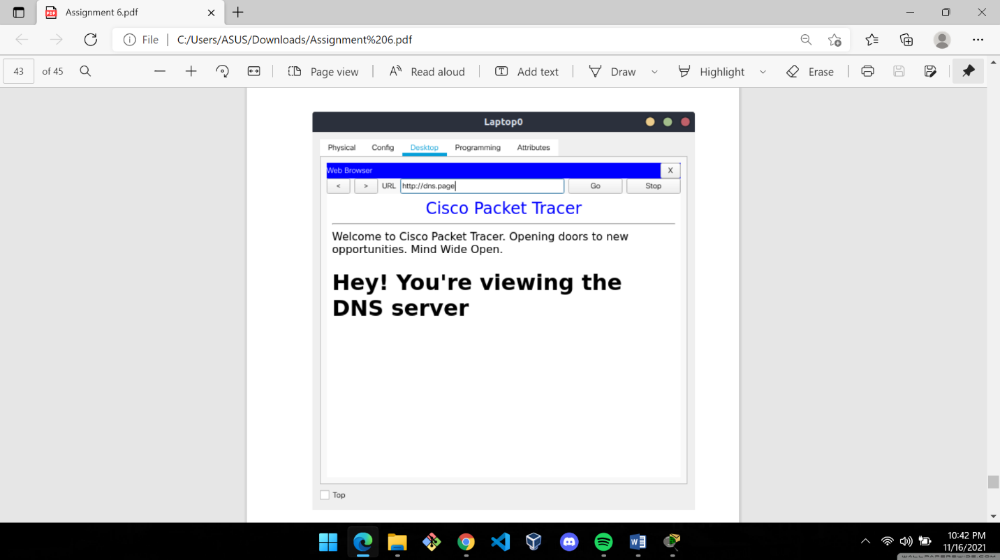 Assignment 6.pdf
File
C:/Users/ASUS/Downloads/Assignment%206.pdf
43 of 45
Page view
Read aloud
Add text
Draw
Highlight
Erase
Laptop0
Physical Config Desktop Programming Attributes
Web Browser X
< > URL http://dns.page Go Stop
Cisco Packet Tracer
Welcome to Cisco Packet Tracer. Opening doors to new
opportunities. Mind Wide Open.
Hey! You're viewing the
DNS server
Top
10:42 PM
11/16/2021
WALLPAPERSWIDE.COM